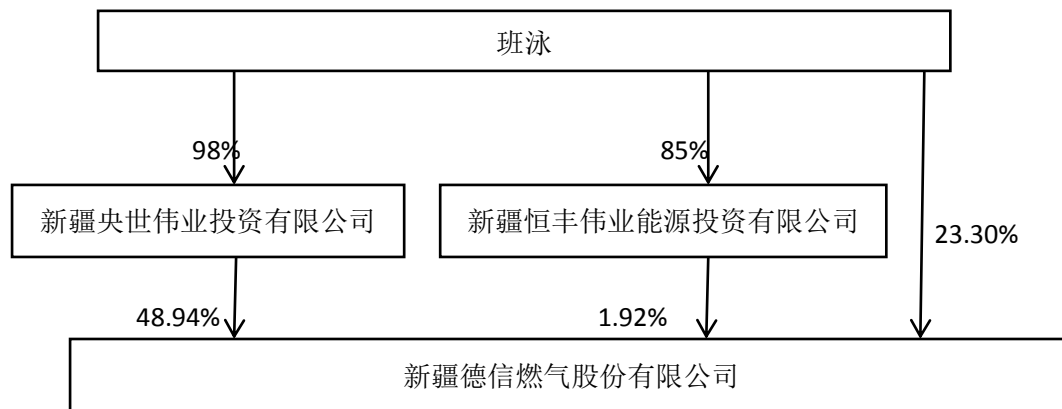 班泳
98%
85%
新疆央世伟业投资有限公司
新疆恒丰伟业能源投资有限公司
23.30%
48.94%
1.92%
新疆德信燃气股份有限公司